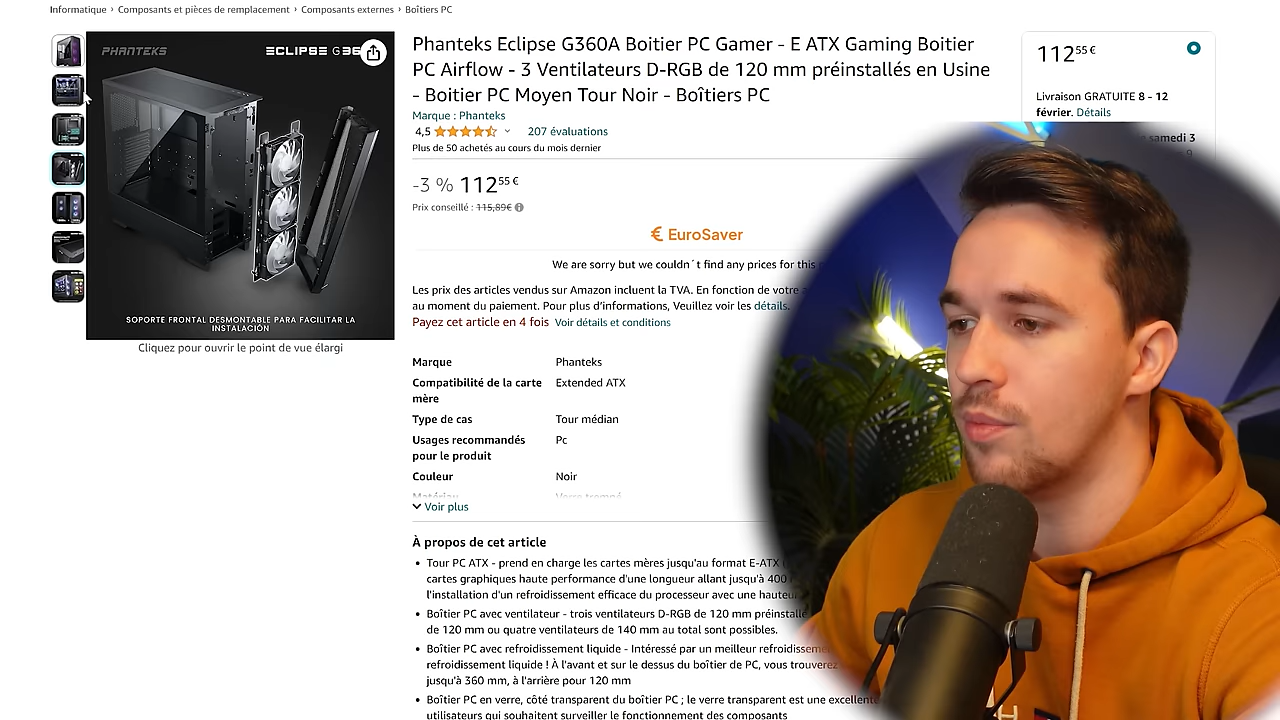 Informatique › Composants et pièces de remplacement › Composants externes › Boîtiers PC
PHANTEKS
ECLIPSE G36
SOPORTE FRONTAL DESMONTABLE PARA FACILITAR LA
INSTALACIÓN
Cliquez pour ouvrir le point de vue élargi
Phanteks Eclipse G360A Boitier PC Gamer - E ATX Gaming Boitier
PC Airflow - 3 Ventilateurs D-RGB de 120 mm préinstallés en Usine
- Boitier PC Moyen Tour Noir - Boîtiers PC
Marque : Phanteks
4,5 207 évaluations
Plus de 50 achetés au cours du mois dernier
-3 % 112 55 €
Prix conseillé : 115,89€
€ EuroSaver
We are sorry but we couldn´t find any prices for this
Les prix des articles vendus sur Amazon incluent la TVA. En fonction de votre
au moment du paiement. Pour plus d'informations, Veuillez voir les détails.
Payez cet article en 4 fois Voir détails et conditions
Marque Phanteks
Compatibilité de la carte Extended ATX
mère
Type de cas Tour médian
Usages recommandés Pc
pour le produit
Couleur Noir
Matériau Verre trempé
Voir plus
À propos de cet article
• Tour PC ATX - prend en charge les cartes mères jusqu'au format E-ATX
cartes graphiques haute performance d'une longueur allant jusqu'à 400
l'installation d'un refroidissement efficace du processeur avec une hauteur
• Boîtier PC avec ventilateur - trois ventilateurs D-RGB de 120 mm préinstallé
de 120 mm ou quatre ventilateurs de 140 mm au total sont possibles.
• Boîtier PC avec refroidissement liquide - Intéressé par un meilleur refroidisseme
refroidissement liquide ! À l'avant et sur le dessus du boîtier de PC, vous trouverez
jusqu'à 360 mm, à l'arrière pour 120 mm
• Boîtier PC en verre, côté transparent du boîtier PC ; le verre transparent est une excellente
utilisateurs qui souhaitent surveiller le fonctionnement des composants
112 55 €
Livraison GRATUITE 8 - 12
février. Détails
samedi 3